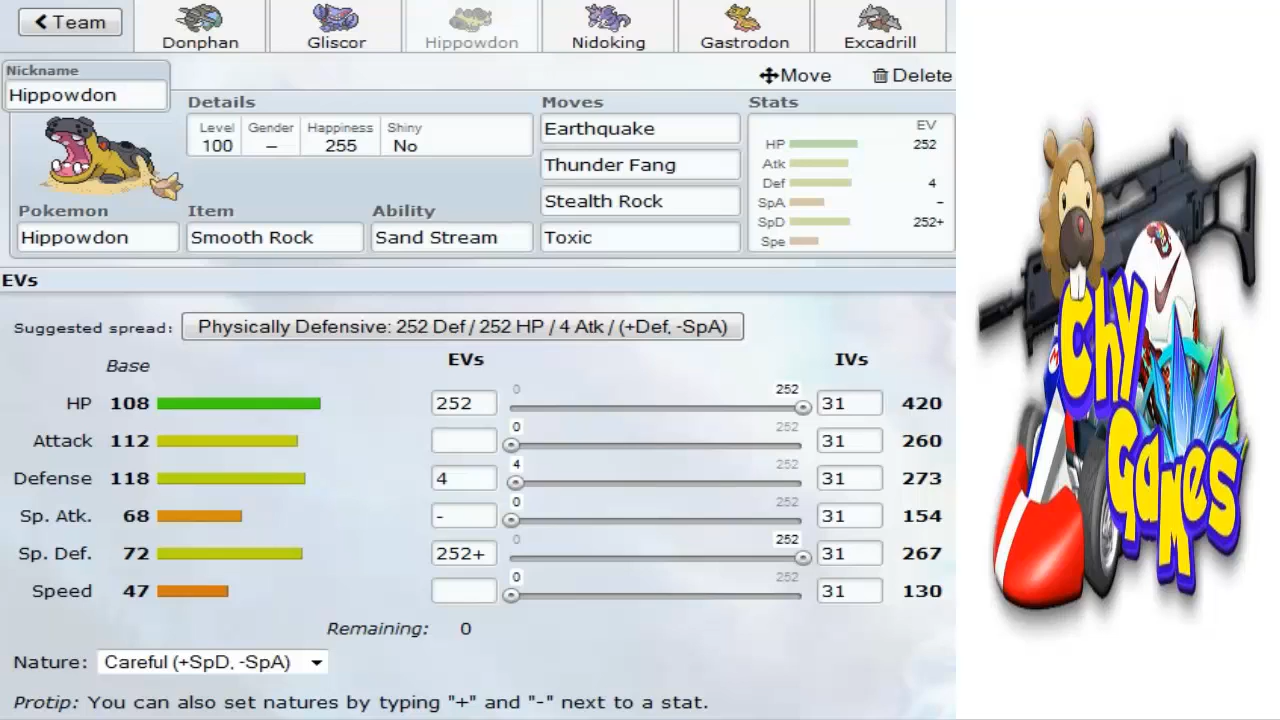 Team
Donphan Gliscor Hippowdon Nidoking Gastrodon Excadrill
Nickname
Hippowdon
Move Delete
Details Moves Stats
Level Gender Happiness Shiny
100 – 255 No
Earthquake
Thunder Fang
Stealth Rock
Toxic
EV
HP 252
Atk
Def 4
SpA -
SpD 252+
Spe
Pokemon Item Ability
Hippowdon Smooth Rock Sand Stream
EVs
Suggested spread: Physically Defensive: 252 Def / 252 HP / 4 Atk / (+Def, -SpA)
Base EVs IVs
HP 108 252 0 252 31 420
Attack 112 0 252 31 260
Defense 118 4 4 252 31 273
Sp. Atk. 68 - 0 252 31 154
Sp. Def. 72 252+ 0 252 31 267
Speed 47 0 252 31 130
Remaining: 0
Nature: Careful (+SpD, -SpA)
Protip: You can also set natures by typing "+" and "-" next to a stat.
M
Chy
GaMes